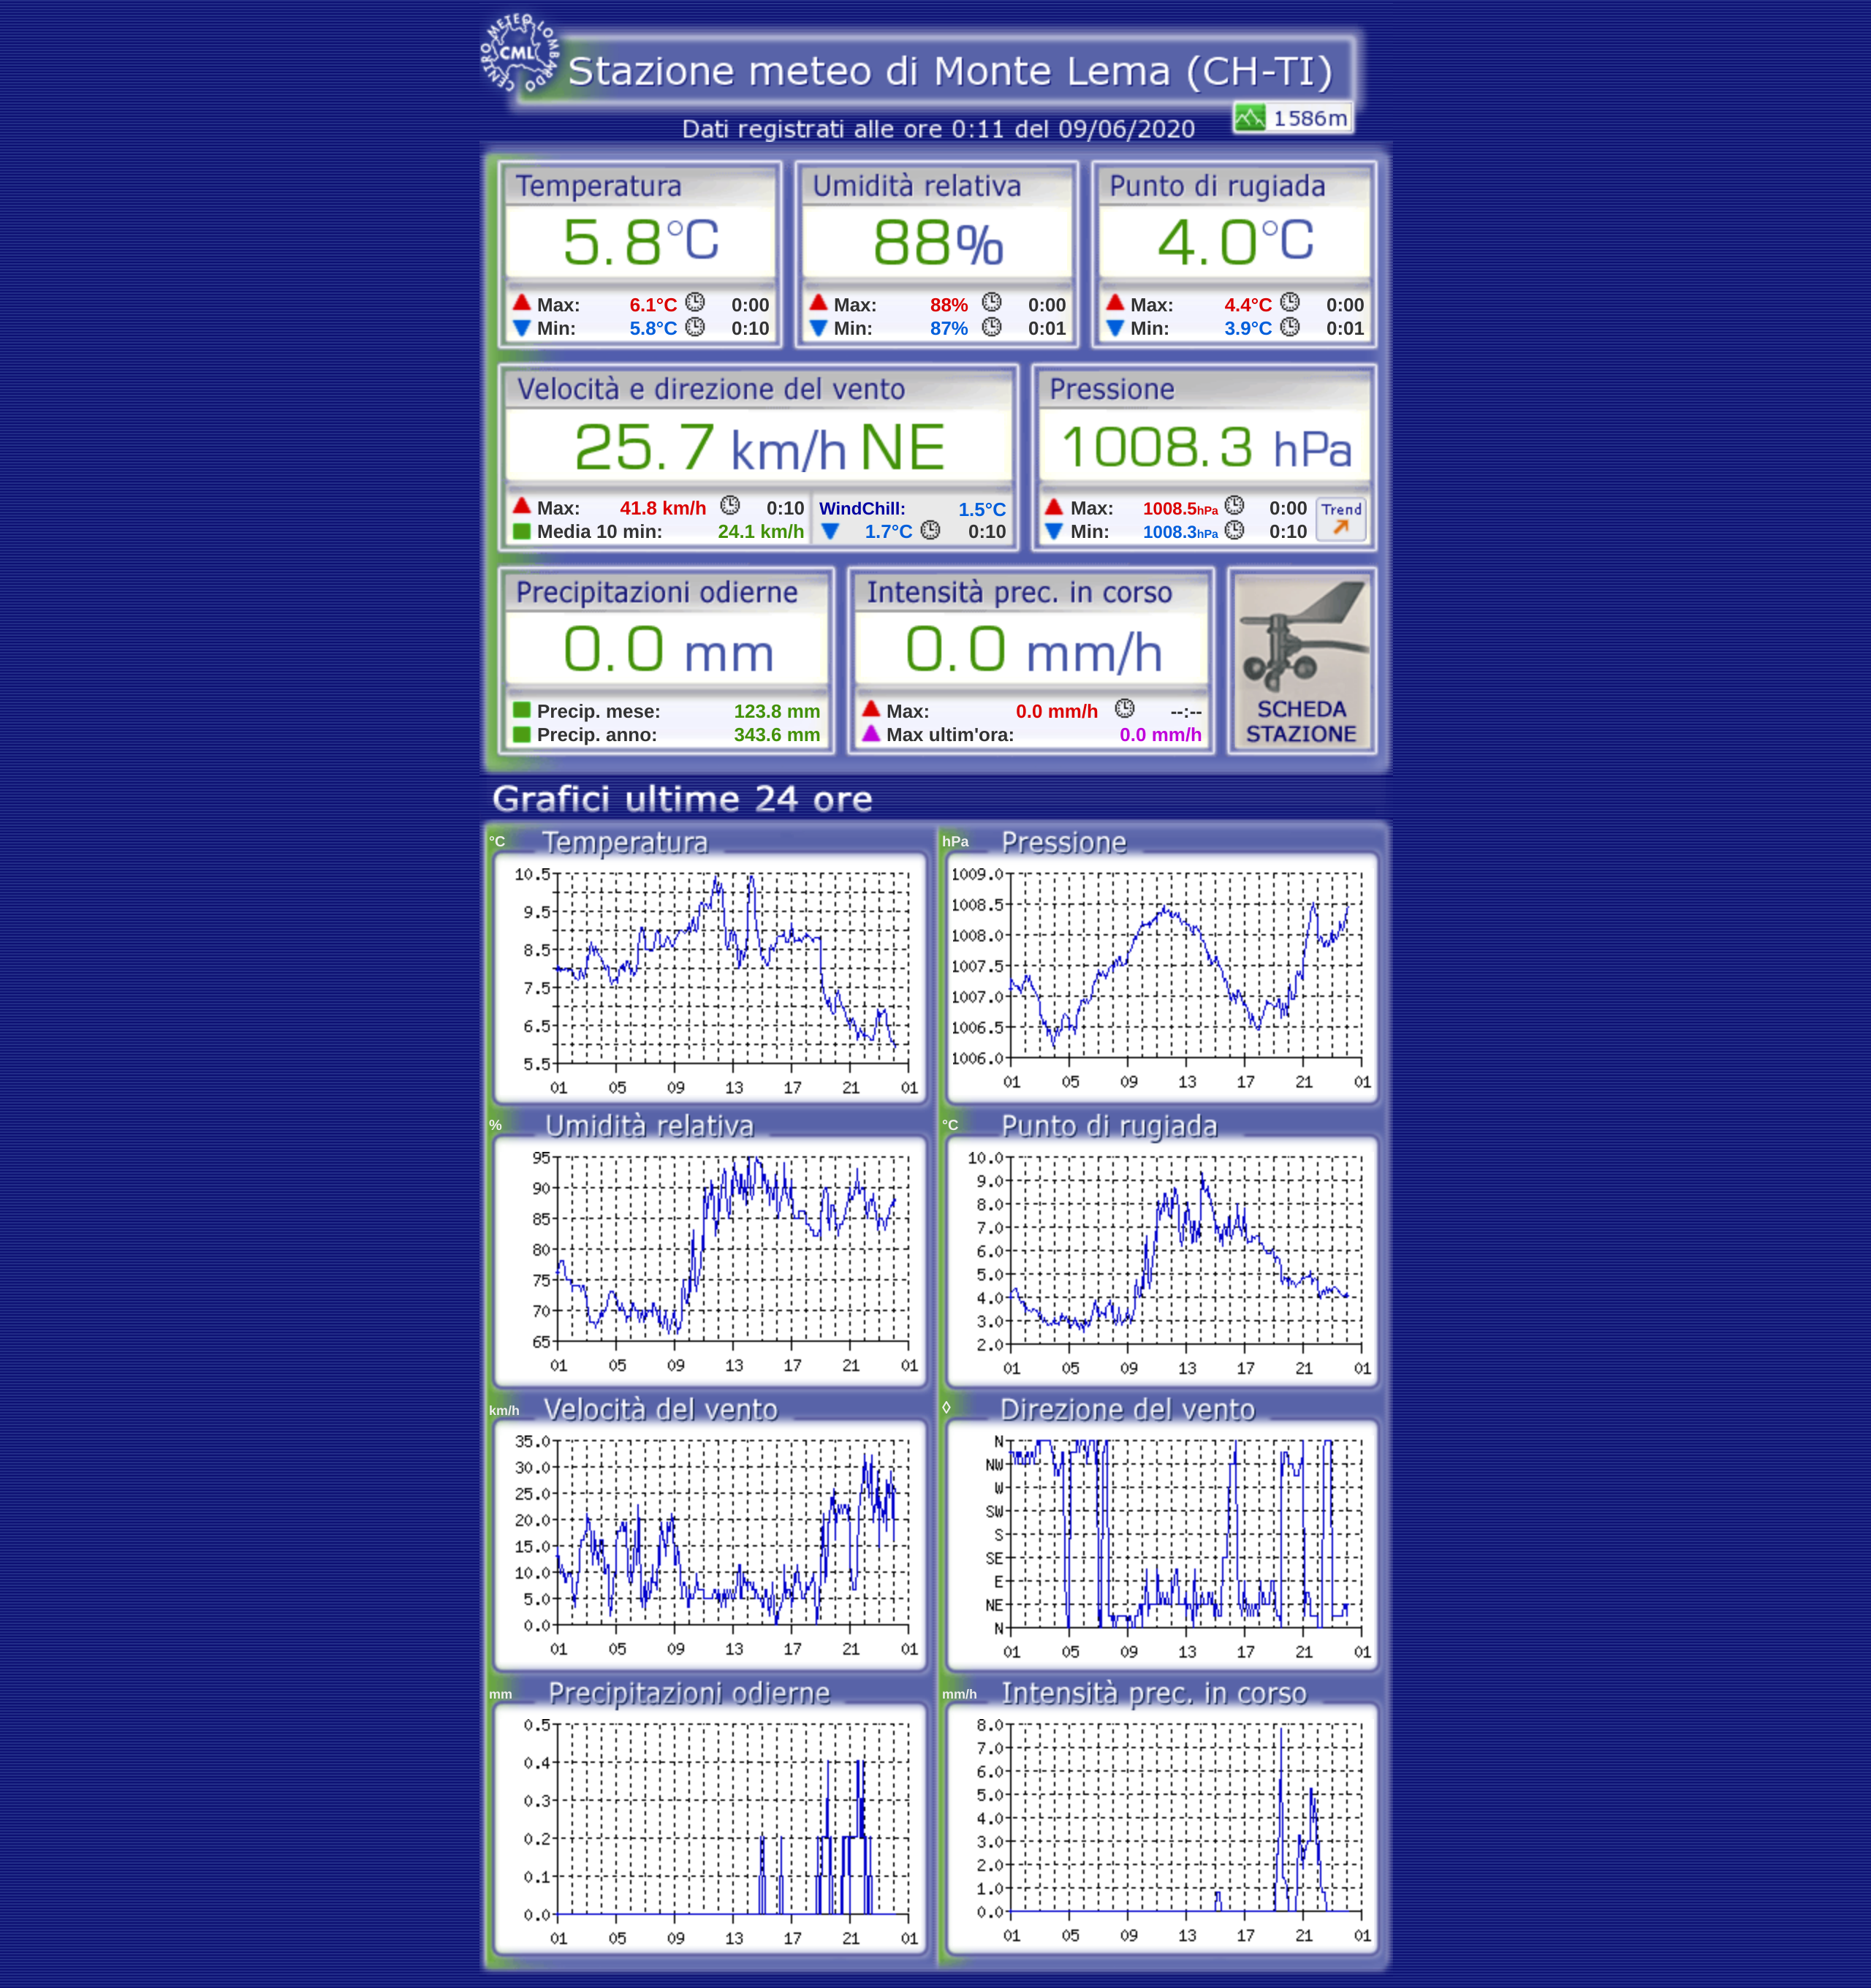 CENTRO METEO LOMBARDO
CML
Stazione meteo di Monte Lema (CH-TI)
1586m
Dati registrati alle ore 0:11 del 09/06/2020
Temperatura Umidità relativa Punto di rugiada
5.8°C 88% 4.0°C
Max: 6.1°C 0:00 Max: 88% 0:00 Max: 4.4°C 0:00
Min: 5.8°C 0:10 Min: 87% 0:01 Min: 3.9°C 0:01
Velocità e direzione del vento Pressione
25.7 km/h NE 1008.3 hPa
Max: 41.8 km/h 0:10 WindChill: 1.5°C Max: 1008.5hPa 0:00 Trend
Media 10 min: 24.1 km/h 1.7°C 0:10 Min: 1008.3hPa 0:10
Precipitazioni odierne Intensità prec. in corso
0.0 mm 0.0 mm/h
Precip. mese: 123.8 mm Max: 0.0 mm/h --:-- SCHEDA
Precip. anno: 343.6 mm Max ultim'ora: 0.0 mm/h STAZIONE
Grafici ultime 24 ore
°C Temperatura
10.5
9.5
8.5
7.5
6.5
5.5
01 05 09 13 17 21 01
hPa Pressione
1009.0
1008.5
1008.0
1007.5
1007.0
1006.5
1006.0
01 05 09 13 17 21 01
% Umidità relativa
95
90
85
80
75
70
65
01 05 09 13 17 21 01
°C Punto di rugiada
10.0
9.0
8.0
7.0
6.0
5.0
4.0
3.0
2.0
01 05 09 13 17 21 01
km/h Velocità del vento
35.0
30.0
25.0
20.0
15.0
10.0
5.0
0.0
01 05 09 13 17 21 01
◊ Direzione del vento
N
NW
W
SW
S
SE
E
NE
N
01 05 09 13 17 21 01
mm Precipitazioni odierne
0.5
0.4
0.3
0.2
0.1
0.0
01 05 09 13 17 21 01
mm/h Intensità prec. in corso
8.0
7.0
6.0
5.0
4.0
3.0
2.0
1.0
0.0
01 05 09 13 17 21 01